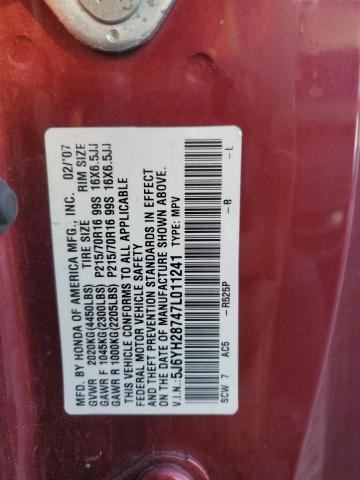 MFD. BY HONDA OF AMERICA MFG., INC. 02/'07
TIRE SIZE RIM SIZE
GVWR 2020KG(4450LBS)
GAWR F 1045KG(2300LBS) P215/70R16 99S 16X6.5JJ
GAWR R 1000KG(2205LBS) P215/70R16 99S 16X6.5JJ
THIS VEHICLE CONFORMS TO ALL APPLICABLE
FEDERAL MOTOR VEHICLE SAFETY
AND THEFT PREVENTION STANDARDS IN EFFECT
ON THE DATE OF MANUFACTURE SHOWN ABOVE.
V.I.N.: 5J6YH28747L011241 TYPE: MPV
SCW 7 AC5 -R525P -B -L